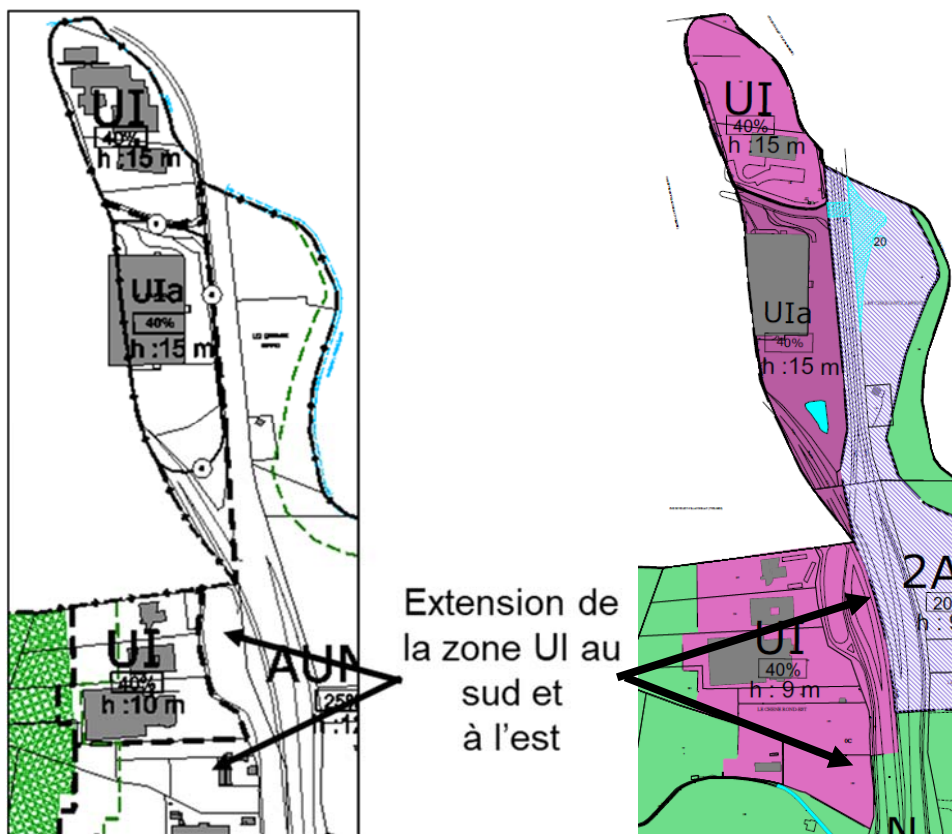 UI
40%
h :15 m
UIa
40%
h :15 m
UI
40%
h :10 m
AUN
25%
Extension de
la zone UI au
sud et
à l'est
UI
40%
h :15 m
20
UIa
40%
h :15 m
2A
20
UI
40%
h : 9 m
N